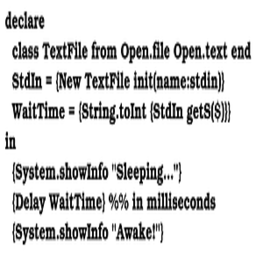 declare
class TextFile from Open.file Open.text end
StdIn = {New TextFile init(name:stdin)}
WaitTime = {String.toInt {StdIn getS($)}}
in
{System.showInfo "Sleeping..."}
{Delay WaitTime} %% in milliseconds
{System.showInfo "Awake!"}